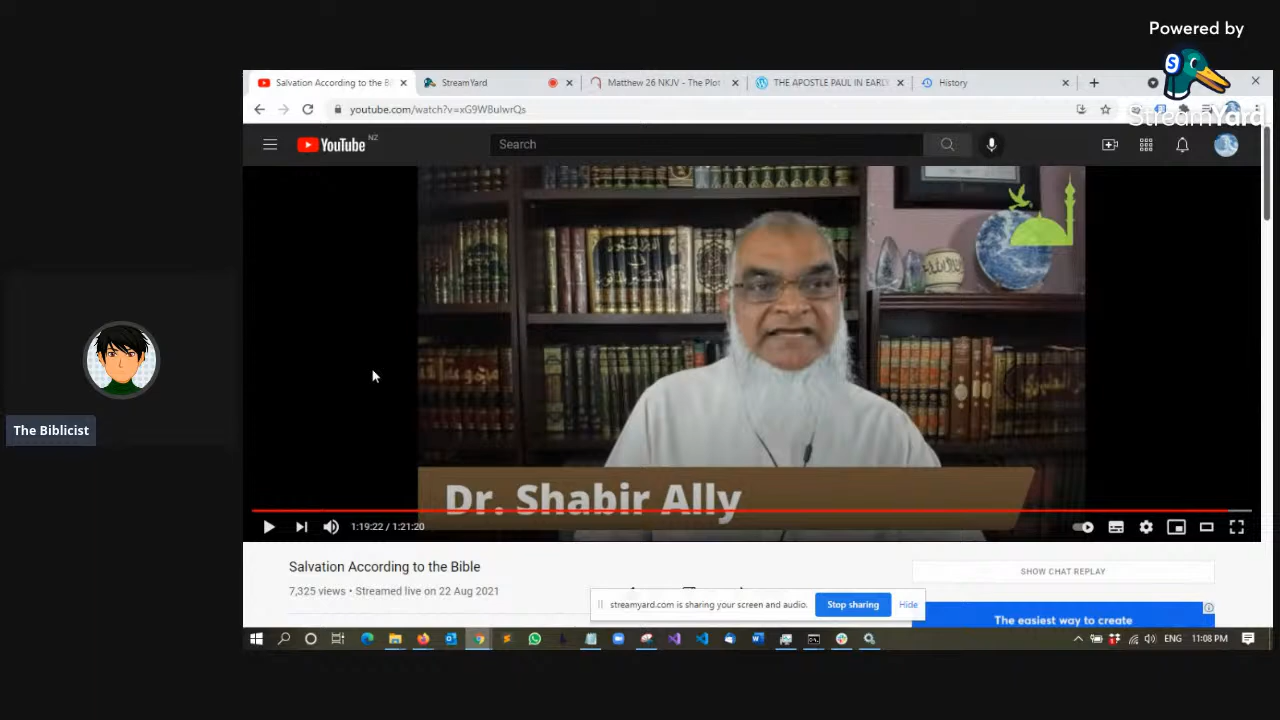 Powered by
StreamYard
Salvation According to the B
StreamYard
Matthew 26 NKJV - The Plot
THE APOSTLE PAUL IN EARLY
History
youtube.com/watch?v=xG9WBulwrQs
YouTube NZ
Search
Dr. Shabir Ally
The Biblicist
1:19:22 / 1:21:20
Salvation According to the Bible
SHOW CHAT REPLAY
7,325 views • Streamed live on 22 Aug 2021
streamyard.com is sharing your screen and audio.
Stop sharing
Hide
The easiest way to create
ENG
11:08 PM